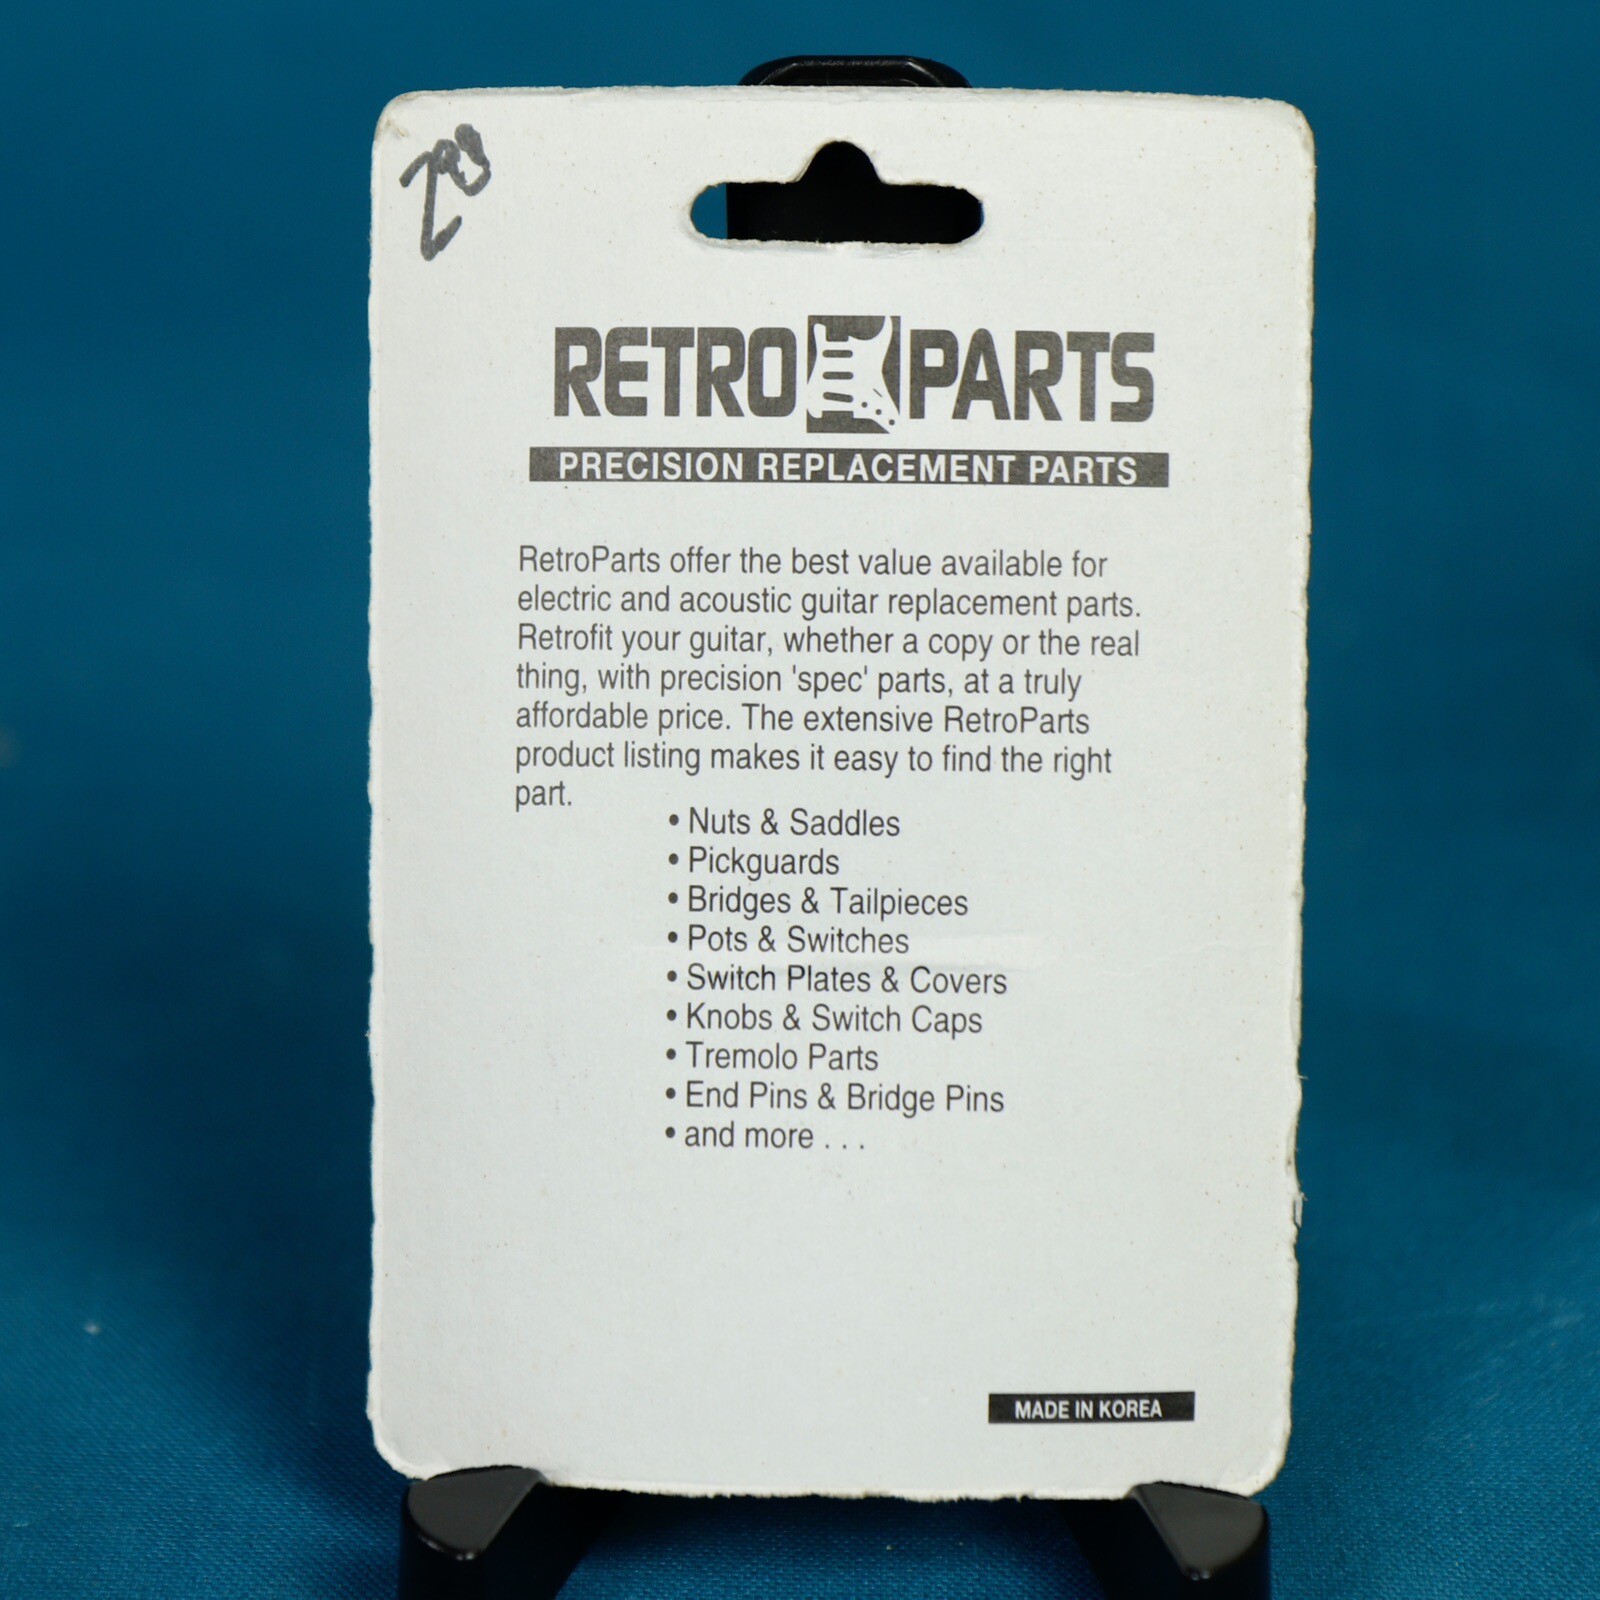 RETRO PARTS
PRECISION REPLACEMENT PARTS
RetroParts offer the best value available for
electric and acoustic guitar replacement parts.
Retrofit your guitar, whether a copy or the real
thing, with precision 'spec' parts, at a truly
affordable price. The extensive RetroParts
product listing makes it easy to find the right
part.
• Nuts & Saddles
• Pickguards
• Bridges & Tailpieces
• Pots & Switches
• Switch Plates & Covers
• Knobs & Switch Caps
• Tremolo Parts
• End Pins & Bridge Pins
• and more . . .
MADE IN KOREA